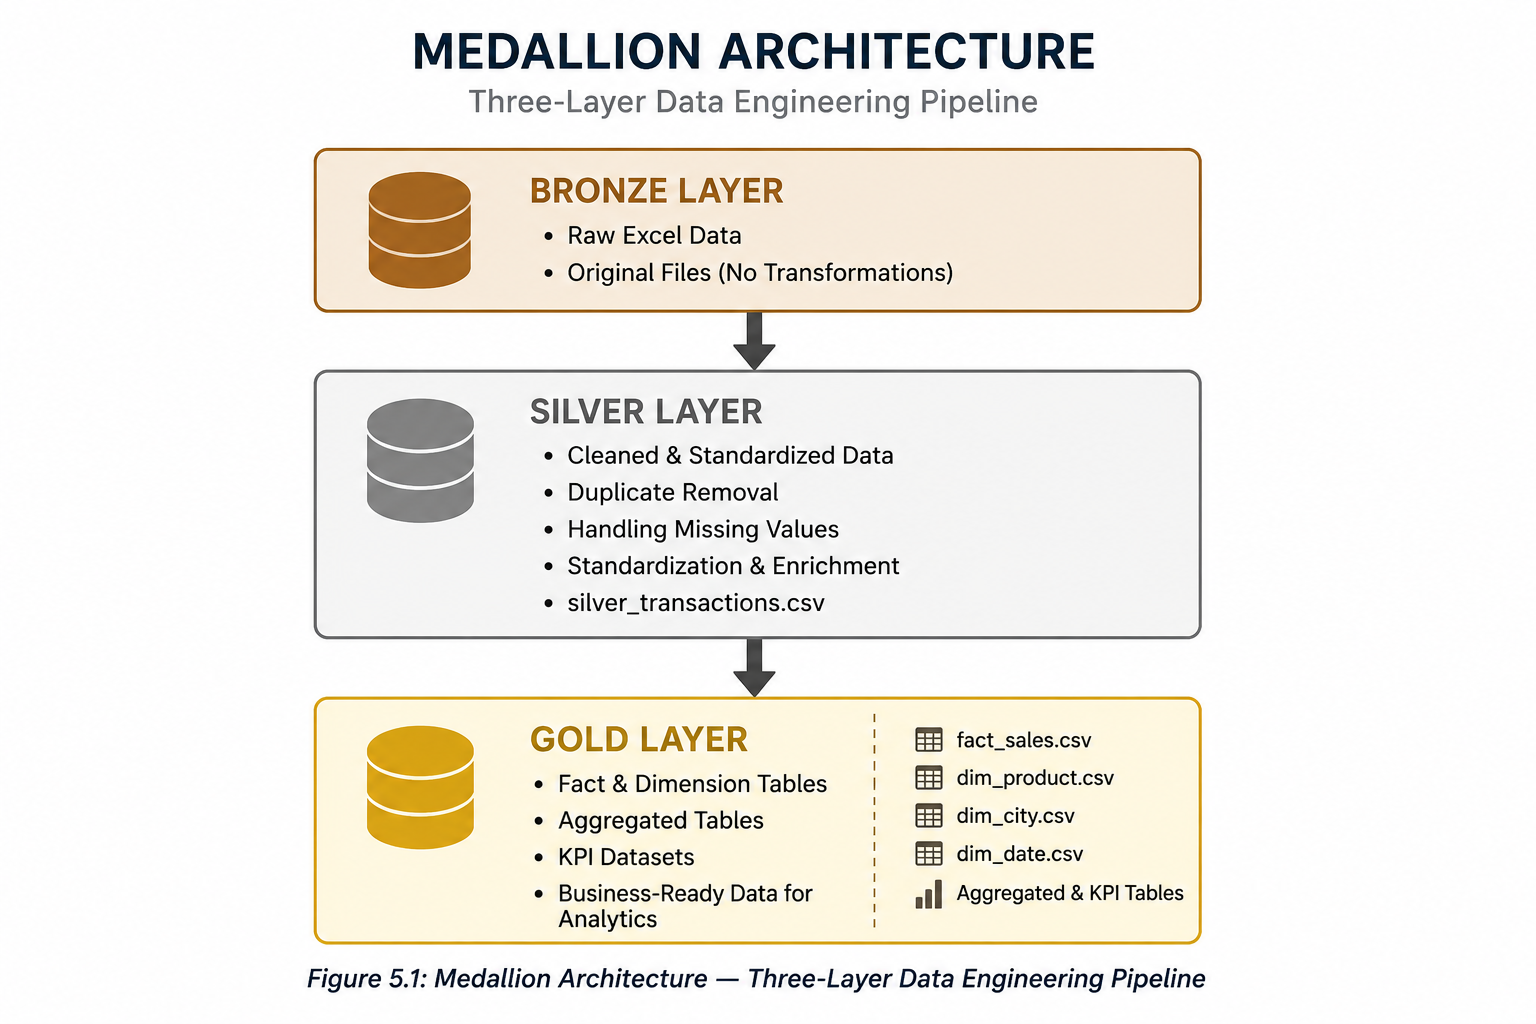 MEDALLION ARCHITECTURE
Three-Layer Data Engineering Pipeline
BRONZE LAYER
• Raw Excel Data
• Original Files (No Transformations)
SILVER LAYER
• Cleaned & Standardized Data
• Duplicate Removal
• Handling Missing Values
• Standardization & Enrichment
• silver_transactions.csv
GOLD LAYER
• Fact & Dimension Tables
• Aggregated Tables
• KPI Datasets
• Business-Ready Data for
Analytics
fact_sales.csv
dim_product.csv
dim_city.csv
dim_date.csv
Aggregated & KPI Tables
Figure 5.1: Medallion Architecture — Three-Layer Data Engineering Pipeline